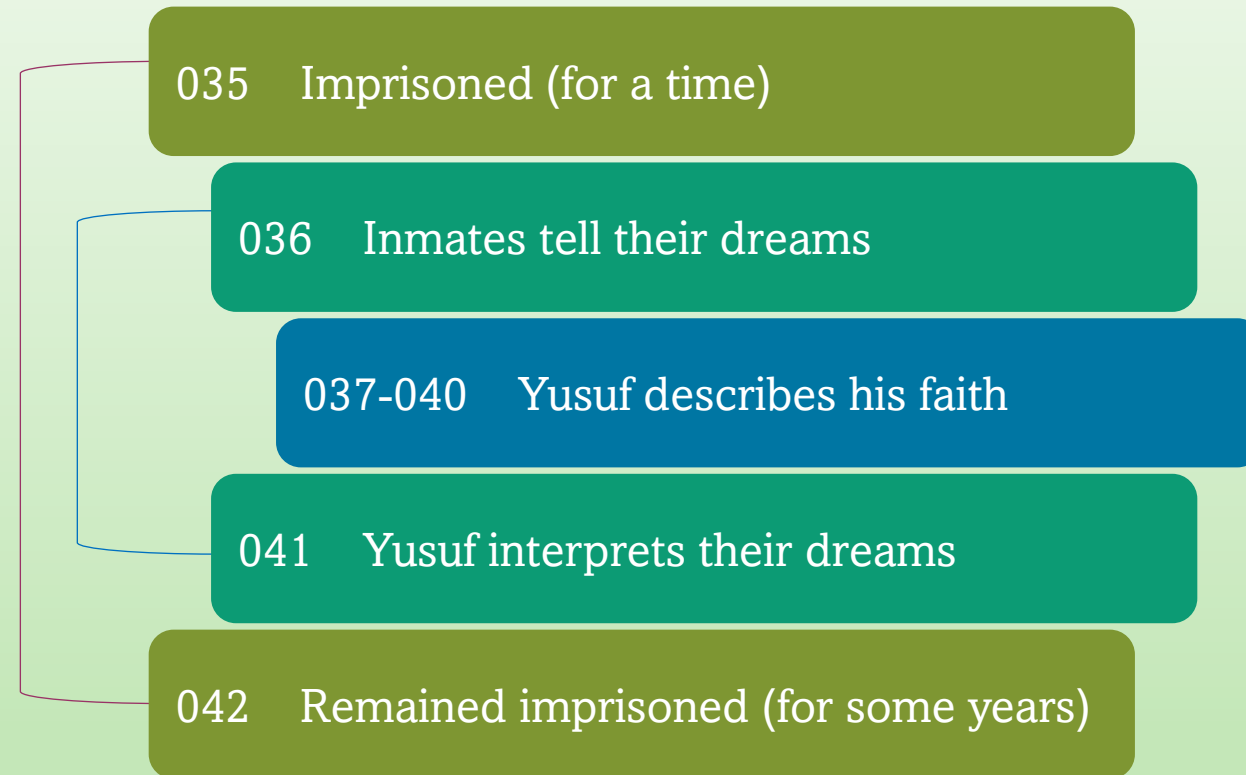 035 Imprisoned (for a time)
036 Inmates tell their dreams
037-040 Yusuf describes his faith
041 Yusuf interprets their dreams
042 Remained imprisoned (for some years)